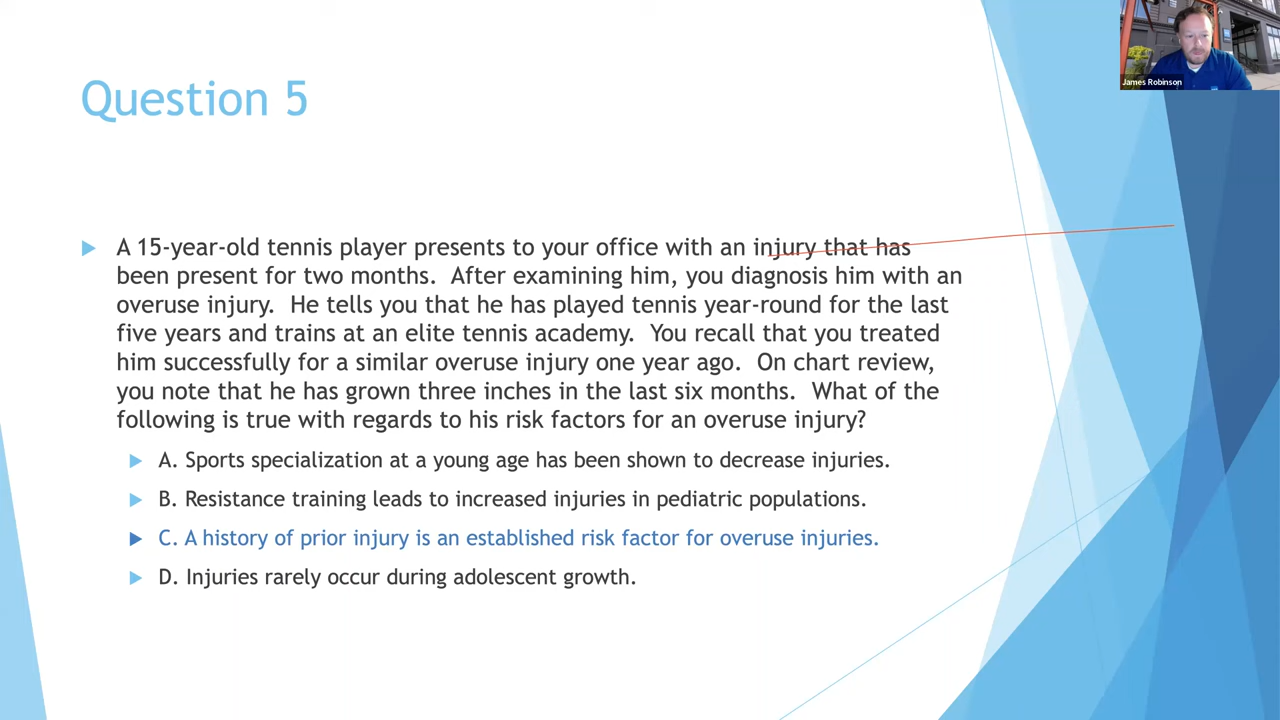 James Robinson
Question 5
A 15-year-old tennis player presents to your office with an injury that has
been present for two months.  After examining him, you diagnosis him with an
overuse injury.  He tells you that he has played tennis year-round for the last
five years and trains at an elite tennis academy.  You recall that you treated
him successfully for a similar overuse injury one year ago.  On chart review,
you note that he has grown three inches in the last six months.  What of the
following is true with regards to his risk factors for an overuse injury?
A. Sports specialization at a young age has been shown to decrease injuries.
B. Resistance training leads to increased injuries in pediatric populations.
C. A history of prior injury is an established risk factor for overuse injuries.
D. Injuries rarely occur during adolescent growth.